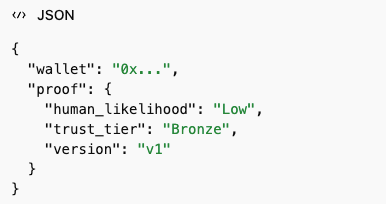 </> JSON
{
  "wallet": "0x...",
  "proof": {
    "human_likelihood": "Low",
    "trust_tier": "Bronze",
    "version": "v1"
  }
}